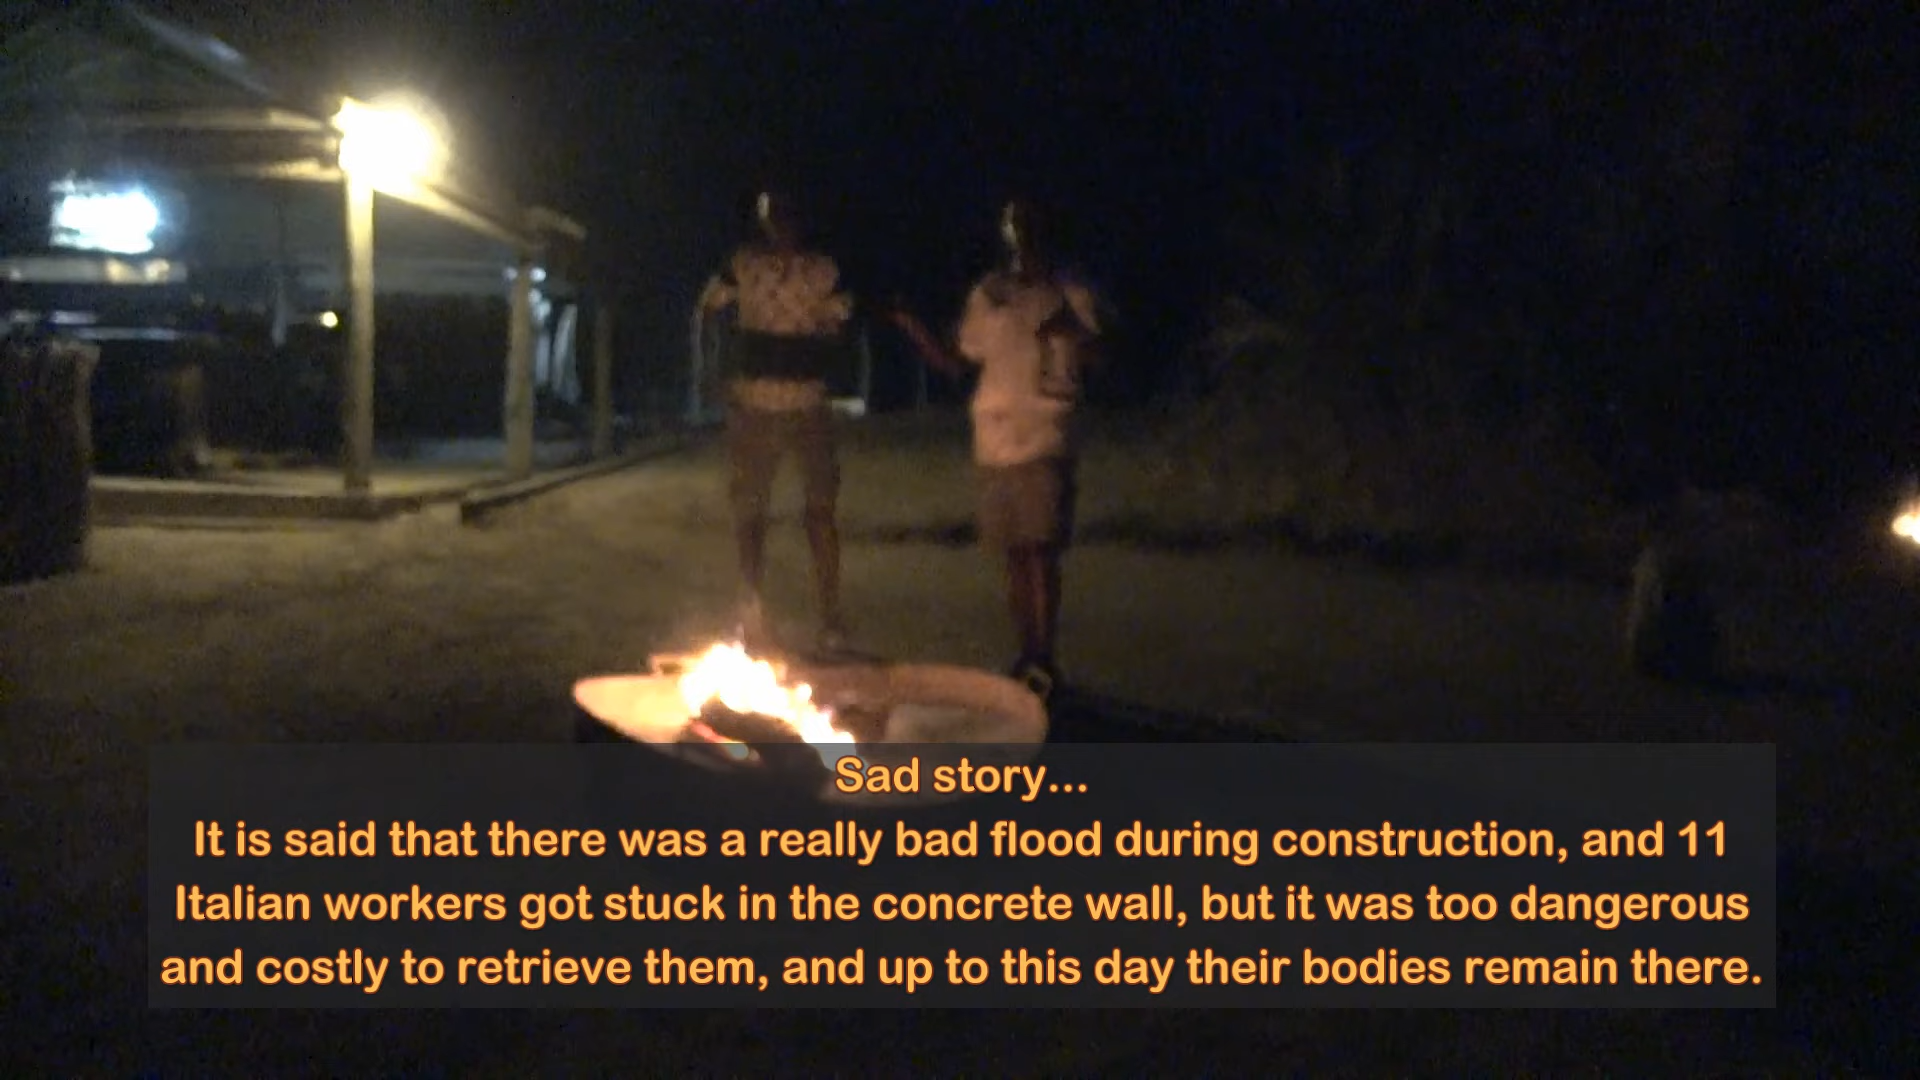 Sad story...
It is said that there was a really bad flood during construction, and 11
Italian workers got stuck in the concrete wall, but it was too dangerous
and costly to retrieve them, and up to this day their bodies remain there.